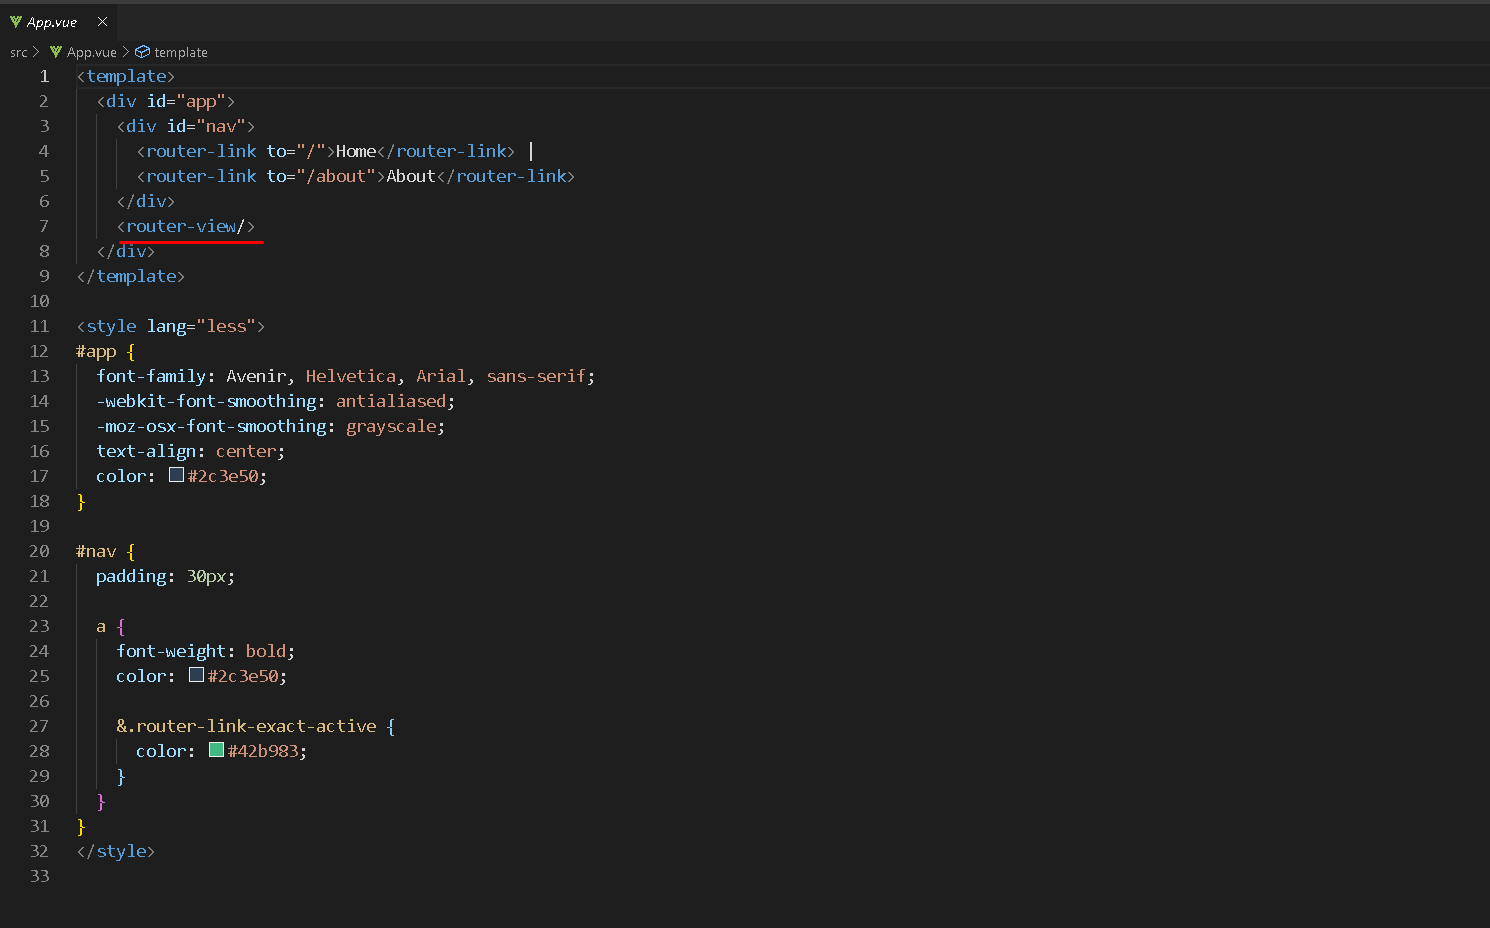 App.vue
src > App.vue > template
1 <template>
2 <div id="app">
3 <div id="nav">
4 <router-link to="/">Home</router-link> |
5 <router-link to="/about">About</router-link>
6 </div>
7 <router-view/>
8 </div>
9 </template>
10
11 <style lang="less">
12 #app {
13 font-family: Avenir, Helvetica, Arial, sans-serif;
14 -webkit-font-smoothing: antialiased;
15 -moz-osx-font-smoothing: grayscale;
16 text-align: center;
17 color: #2c3e50;
18 }
19
20 #nav {
21 padding: 30px;
22
23 a {
24 font-weight: bold;
25 color: #2c3e50;
26
27 &.router-link-exact-active {
28 color: #42b983;
29 }
30 }
31 }
32 </style>
33